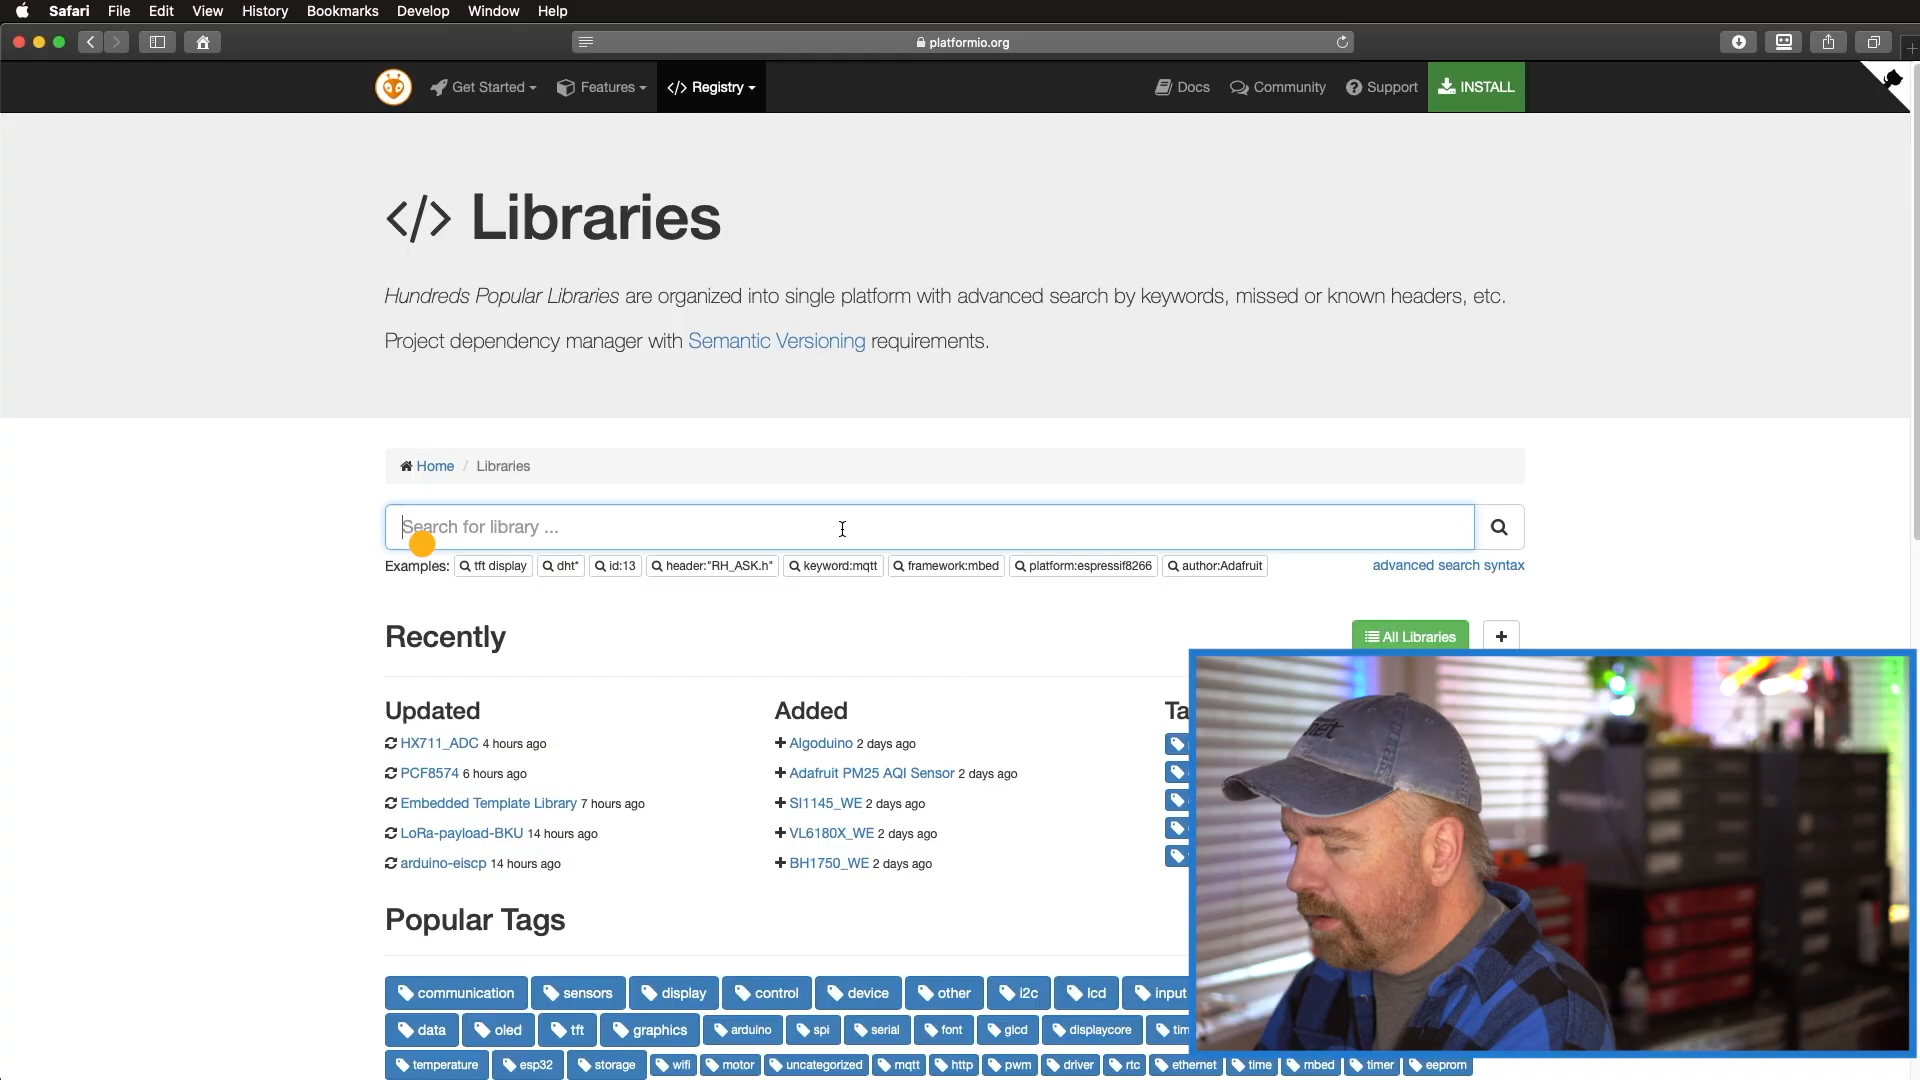 Safari File Edit View History Bookmarks Develop Window Help
platformio.org
Get Started Features </> Registry Docs Community Support INSTALL
</> Libraries
Hundreds Popular Libraries are organized into single platform with advanced search by keywords, missed or known headers, etc.
Project dependency manager with Semantic Versioning requirements.
Home / Libraries
Search for library ...
Examples: tft display dht* id:13 header:"RH_ASK.h" keyword:mqtt framework:mbed platform:espressif8266 author:Adafruit advanced search syntax
Recently All Libraries +
Updated Added Ta
HX711_ADC 4 hours ago + Algoduino 2 days ago
PCF8574 6 hours ago + Adafruit PM25 AQI Sensor 2 days ago
Embedded Template Library 7 hours ago + SI1145_WE 2 days ago
LoRa-payload-BKU 14 hours ago + VL6180X_WE 2 days ago
arduino-eiscp 14 hours ago + BH1750_WE 2 days ago
Popular Tags
communication sensors display control device other i2c lcd input
data oled tft graphics arduino spi serial font glcd displaycore tim
temperature esp32 storage wifi motor uncategorized mqtt http pwm driver rtc ethernet time mbed timer eeprom